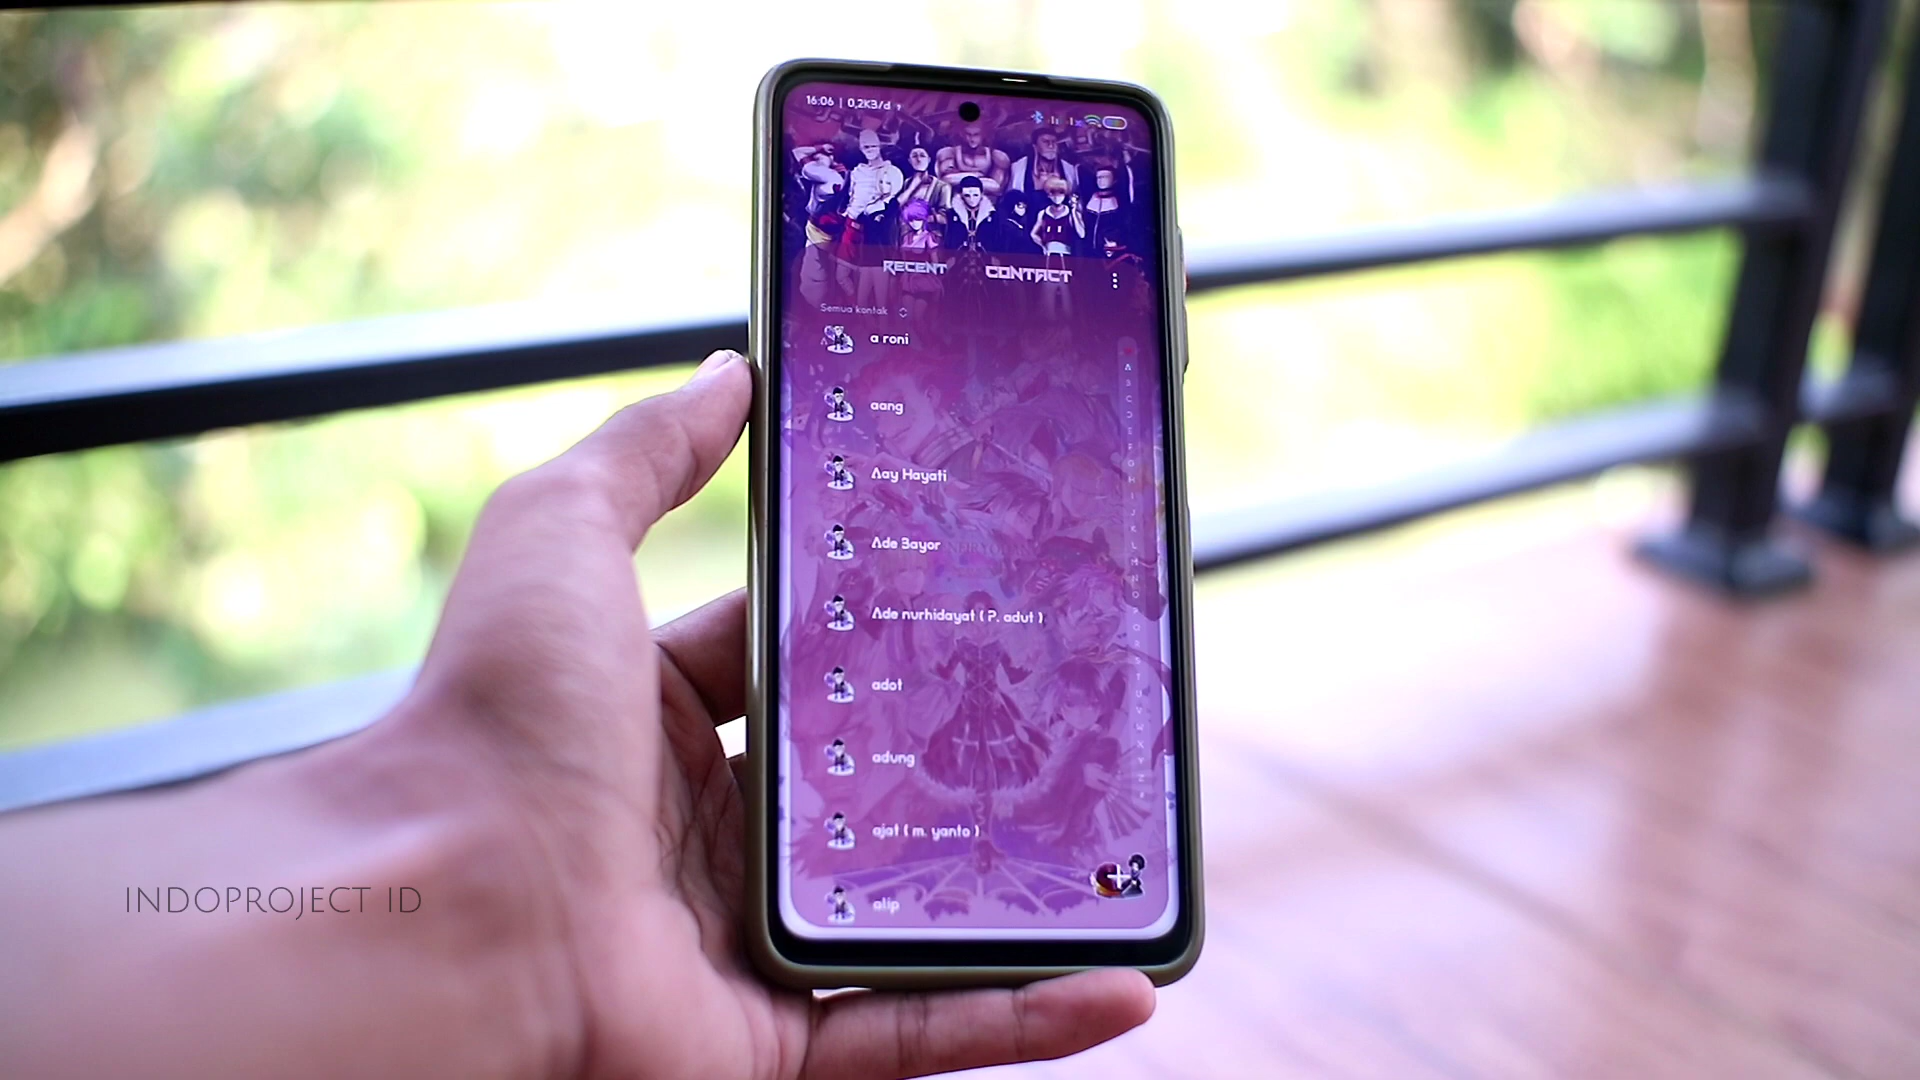 16:06 | 0,2KB/d
RECENT CONTACT
Semua kontak
a roni
aang
Aay Hayati
Ade Bayor
Ade nurhidayat ( P. adut )
adot
adung
ajat ( m. yanto )
alip
INDOPROJECT ID